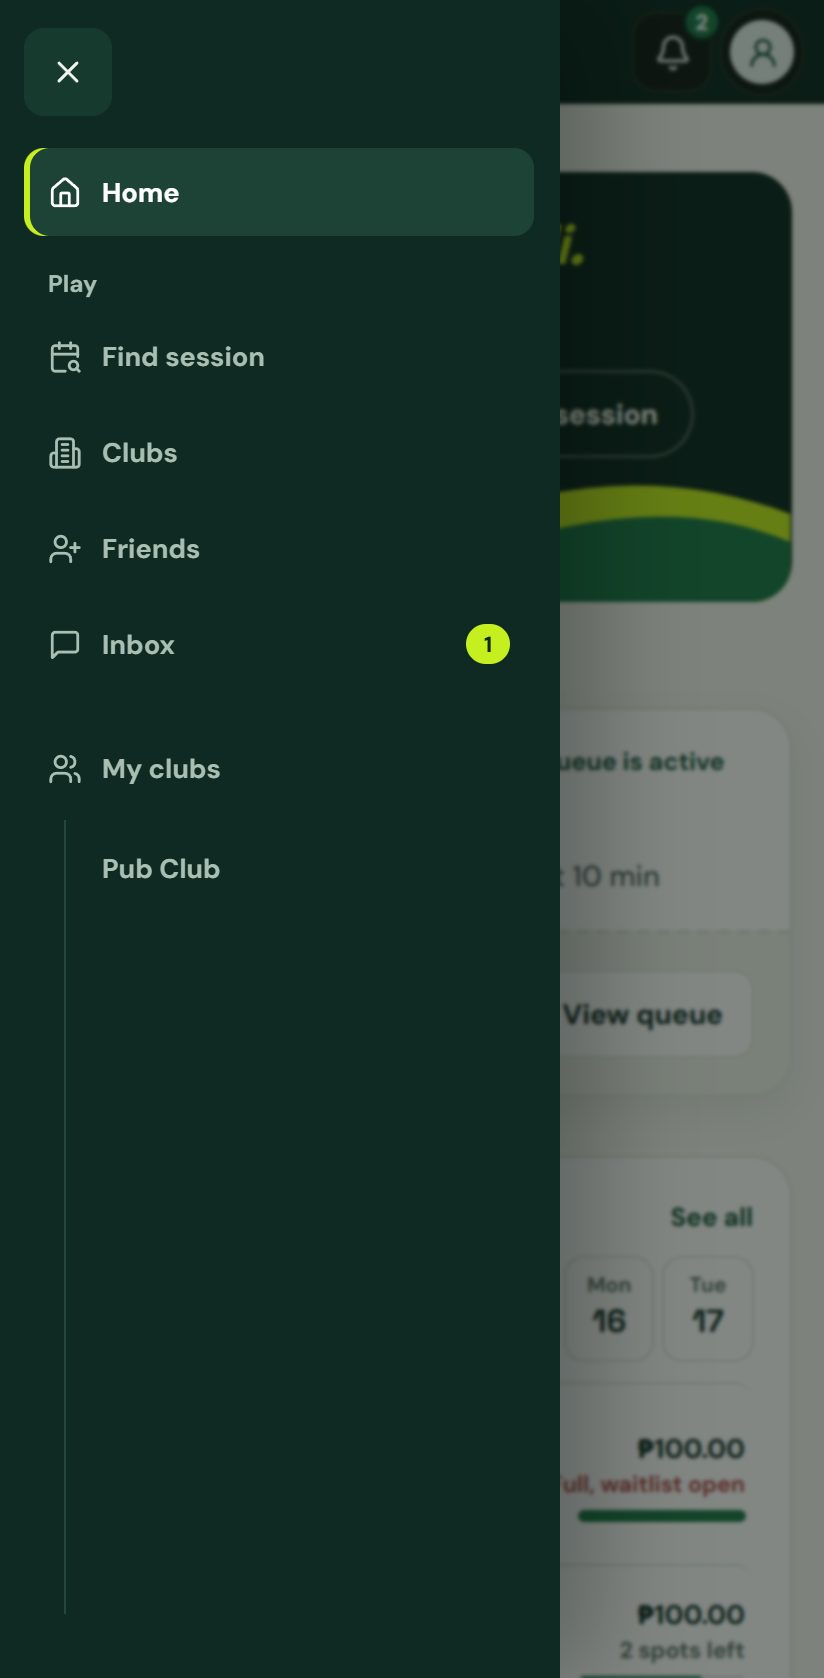 2
Home
Play
Find session
Clubs
Friends
Inbox
1
My clubs
Pub Club
i.
session
ueue is active
10 min
View queue
See all
Mon
16
Tue
17
₱100.00
ull, waitlist open
₱100.00
2 spots left